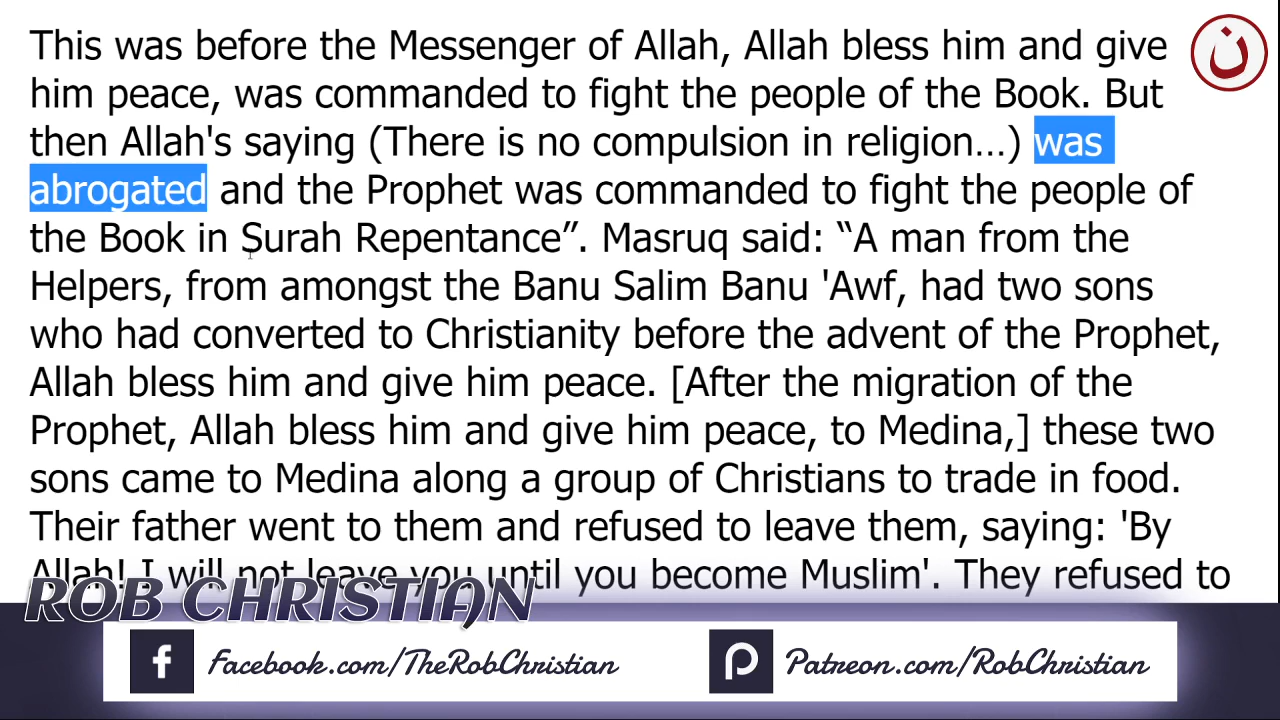 This was before the Messenger of Allah, Allah bless him and give
him peace, was commanded to fight the people of the Book. But
then Allah's saying (There is no compulsion in religion...) was
abrogated and the Prophet was commanded to fight the people of
the Book in Surah Repentance”. Masruq said: “A man from the
Helpers, from amongst the Banu Salim Banu 'Awf, had two sons
who had converted to Christianity before the advent of the Prophet,
Allah bless him and give him peace. [After the migration of the
Prophet, Allah bless him and give him peace, to Medina,] these two
sons came to Medina along a group of Christians to trade in food.
Their father went to them and refused to leave them, saying: 'By
Allah! I will not leave you until you become Muslim'. They refused to
ن
ROB CHRISTIAN
Facebook.com/TheRobChristian
Patreon.com/RobChristian